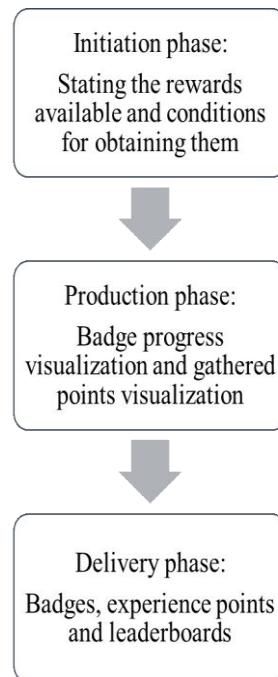 Initiation phase:
Stating the rewards
available and conditions
for obtaining them
Production phase:
Badge progress
visualization and gathered
points visualization
Delivery phase:
Badges, experience points
and leaderboards